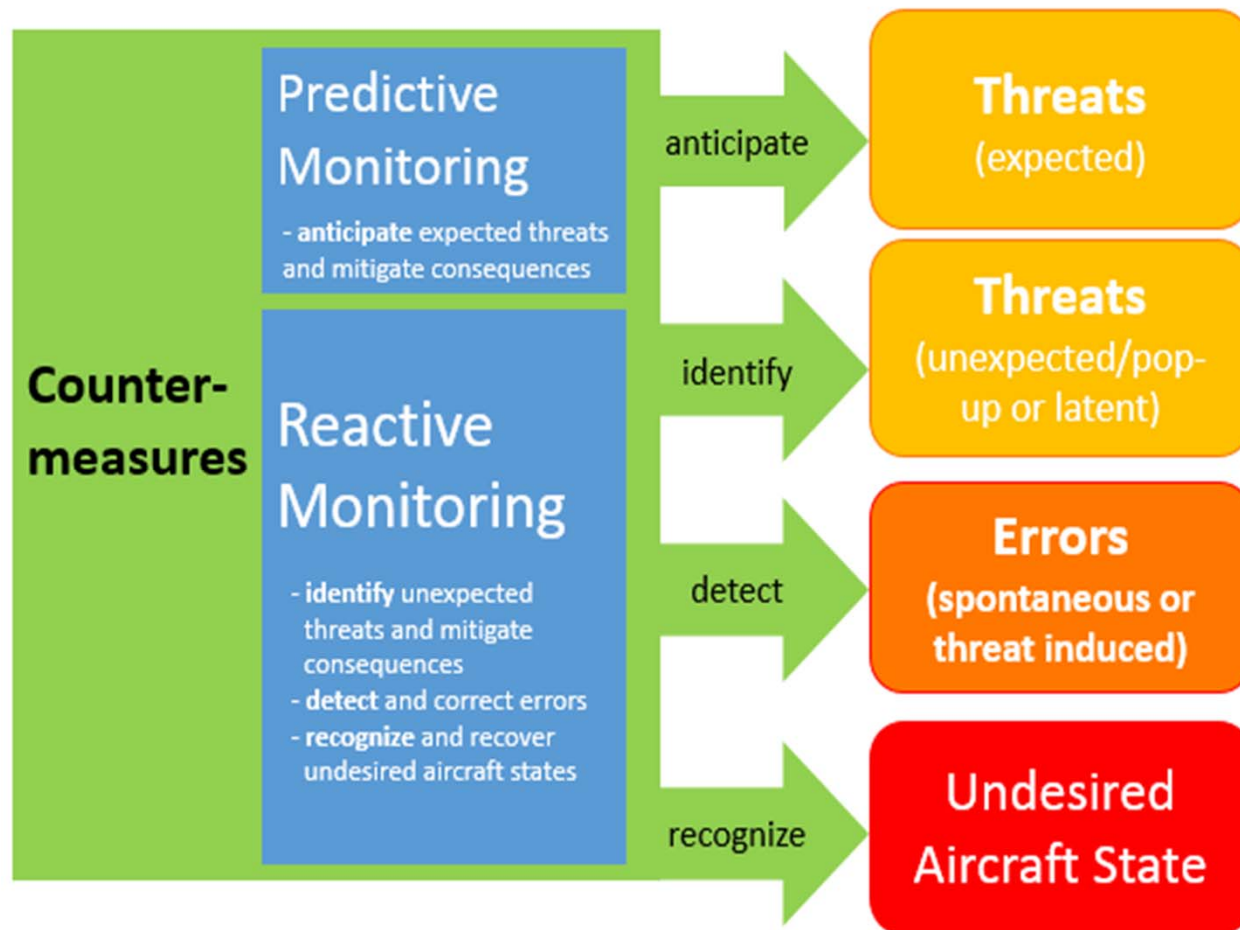 Counter-
measures
Predictive
Monitoring
- anticipate expected threats
and mitigate consequences
Reactive
Monitoring
- identify unexpected
threats and mitigate
consequences
- detect and correct errors
- recognize and recover
undesired aircraft states
anticipate
Threats
(expected)
identify
Threats
(unexpected/pop-
up or latent)
detect
Errors
(spontaneous or
threat induced)
recognize
Undesired
Aircraft State